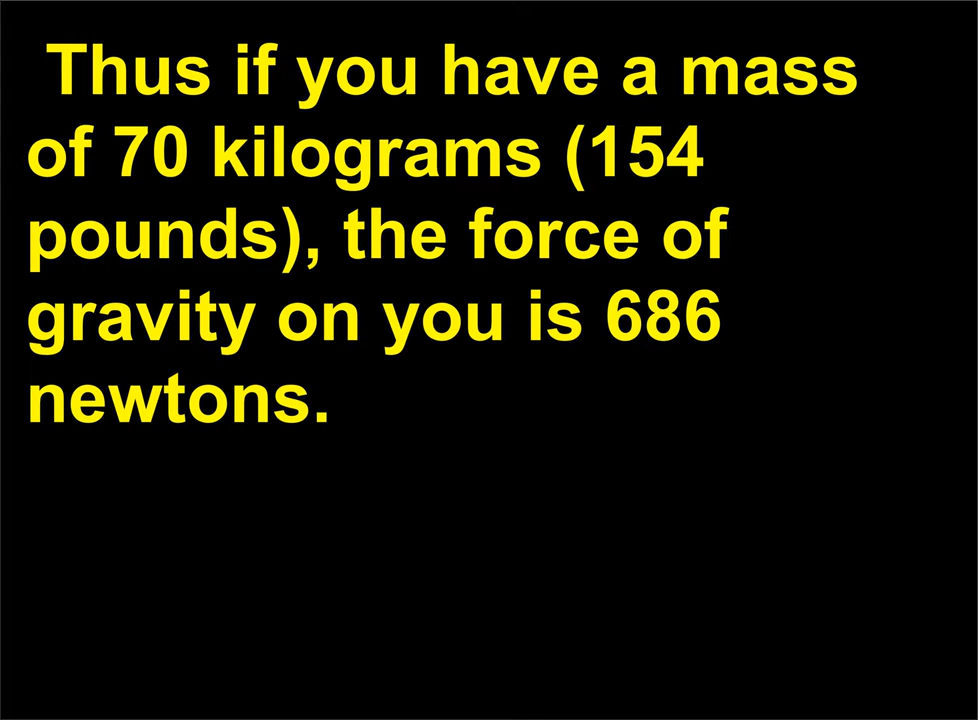 Thus if you have a mass
of 70 kilograms (154
pounds), the force of
gravity on you is 686
newtons.